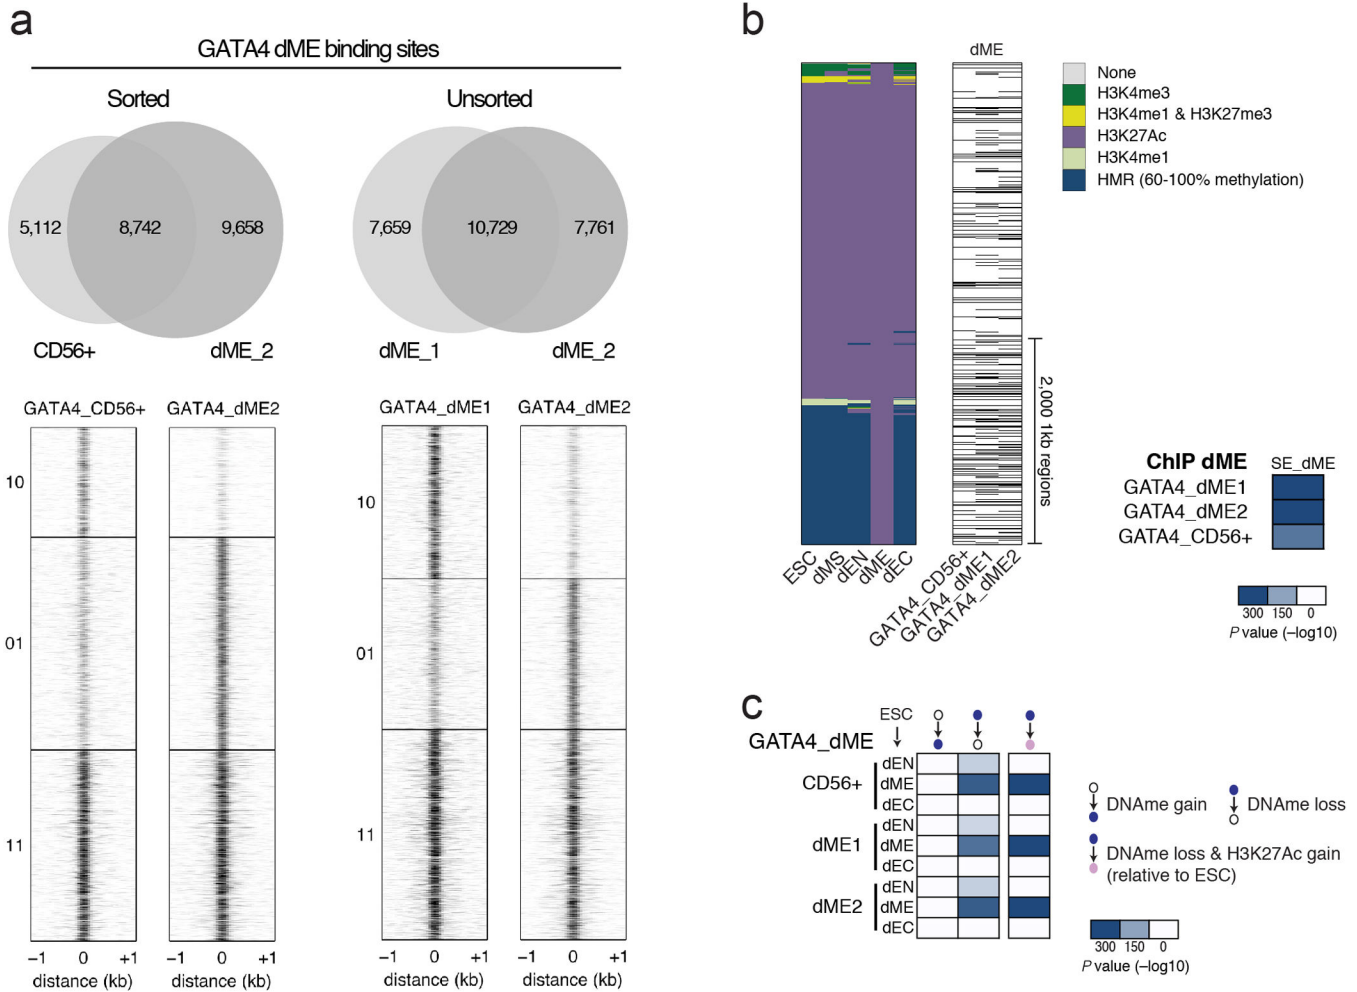 a
GATA4 dME binding sites
Sorted
Unsorted
5,112
8,742
9,658
7,659
10,729
7,761
CD56+
dME_2
dME_1
dME_2
GATA4_CD56+
GATA4_dME2
GATA4_dME1
GATA4_dME2
10
01
11
10
01
11
−1 0 +1
distance (kb)
−1 0 +1
distance (kb)
−1 0 +1
distance (kb)
−1 0 +1
distance (kb)
b
dME
None
H3K4me3
H3K4me1 & H3K27me3
H3K27Ac
H3K4me1
HMR (60-100% methylation)
2,000 1kb regions
ESC
dMS
dEN
dME
dEC
GATA4_CD56+
GATA4_dME1
GATA4_dME2
ChIP dME
SE_dME
GATA4_dME1
GATA4_dME2
GATA4_CD56+
300 150 0
P value (−log10)
c
ESC
GATA4_dME
CD56+
dEN
dME
dEC
dME1
dEN
dME
dEC
dME2
dEN
dME
dEC
DNAme gain
DNAme loss
DNAme loss & H3K27Ac gain
(relative to ESC)
300 150 0
P value (−log10)